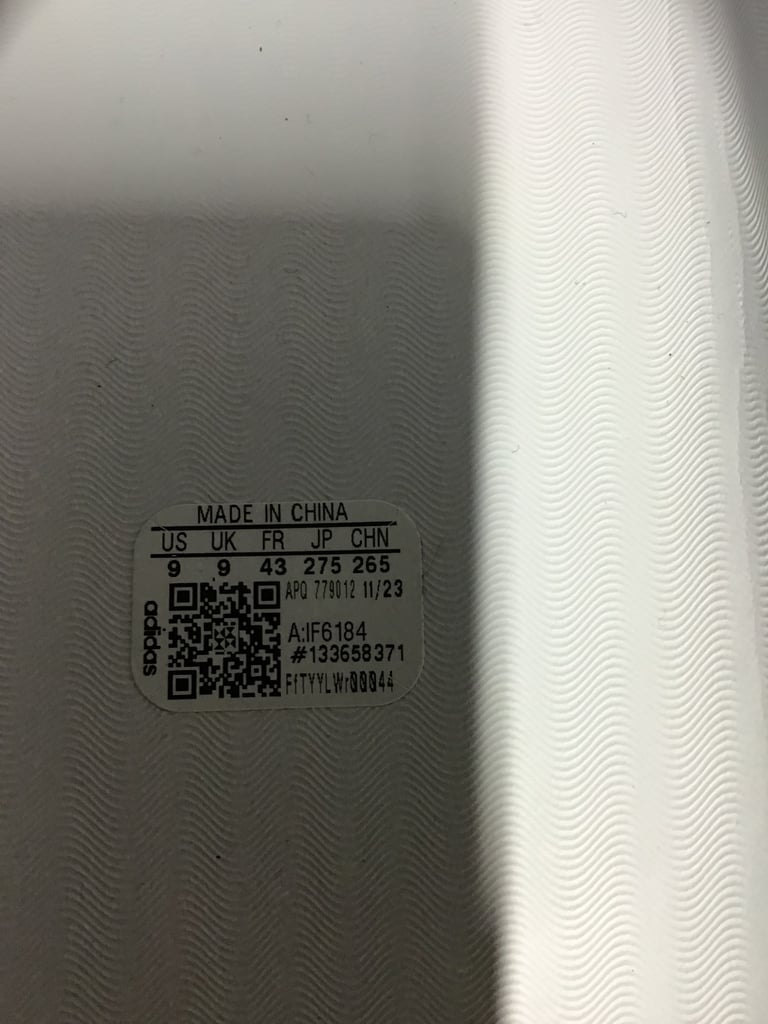 MADE IN CHINA
US UK FR JP CHN
9 9 43 275 265
APQ 779012 11/23
A:IF6184
#133658371
FfTYYLWr00044
adidas